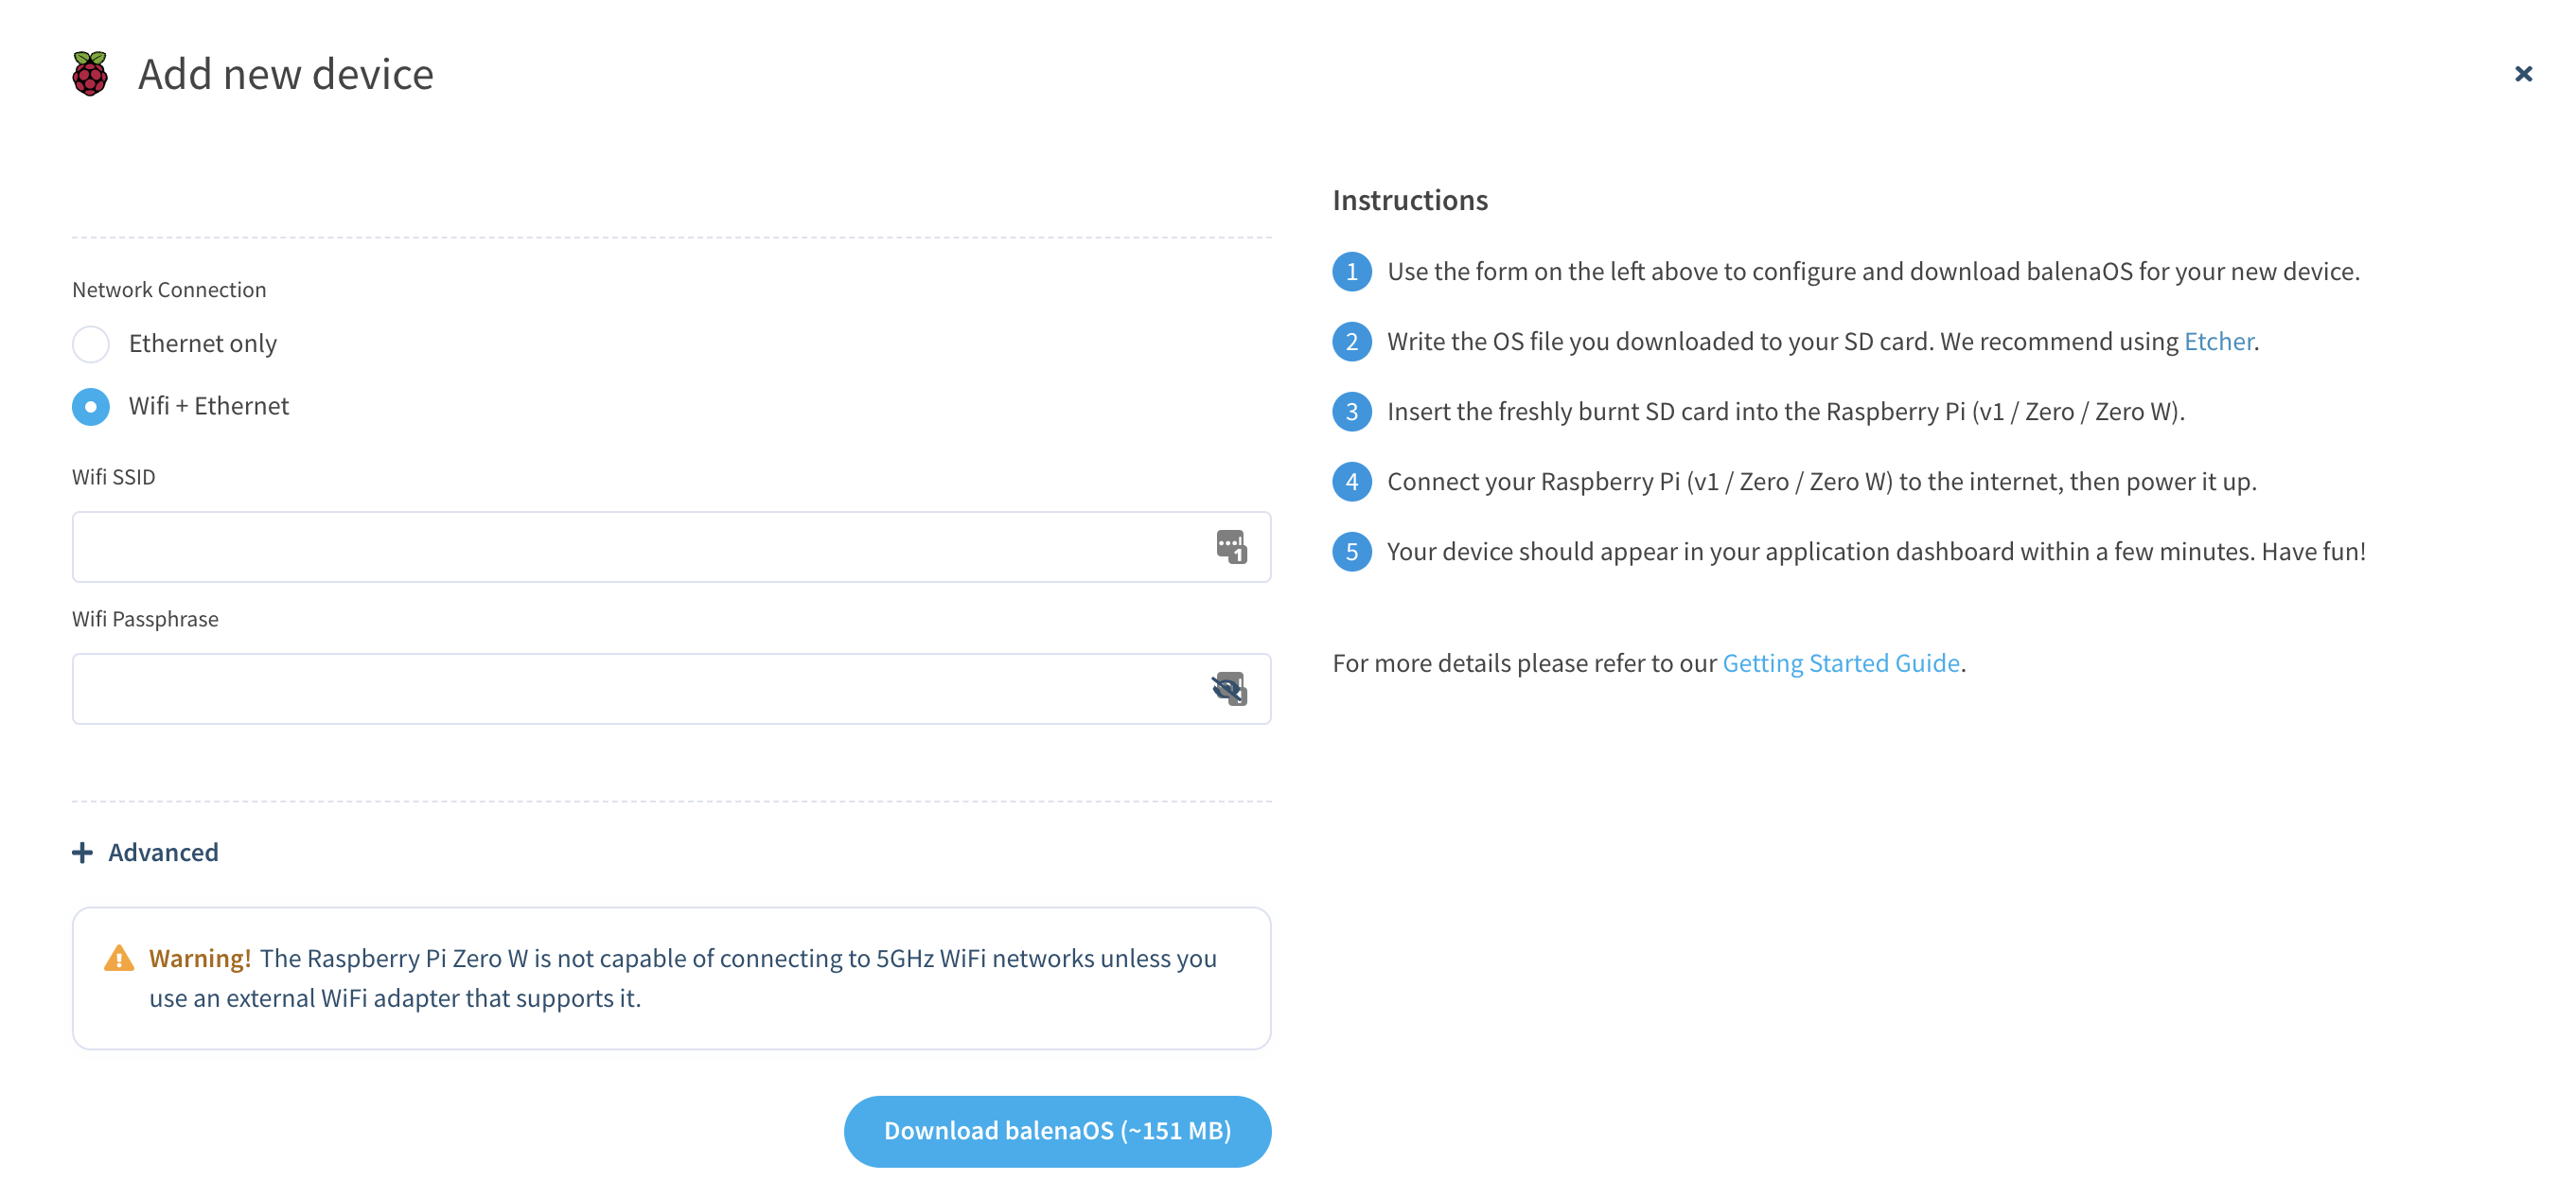 Add new device
Network Connection
Ethernet only
Wifi + Ethernet
Wifi SSID
1
Wifi Passphrase
Advanced
Warning! The Raspberry Pi Zero W is not capable of connecting to 5GHz WiFi networks unless you
use an external WiFi adapter that supports it.
Download balenaOS (~151 MB)
Instructions
1 Use the form on the left above to configure and download balenaOS for your new device.
2 Write the OS file you downloaded to your SD card. We recommend using Etcher.
3 Insert the freshly burnt SD card into the Raspberry Pi (v1 / Zero / Zero W).
4 Connect your Raspberry Pi (v1 / Zero / Zero W) to the internet, then power it up.
5 Your device should appear in your application dashboard within a few minutes. Have fun!
For more details please refer to our Getting Started Guide.